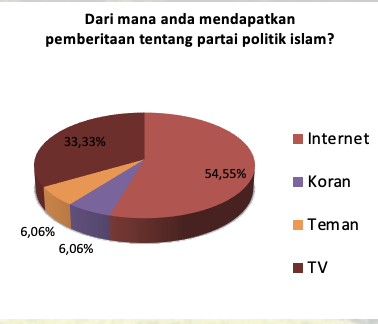 Dari mana anda mendapatkan
pemberitaan tentang partai politik islam?
33,33%
54,55%
6,06%
6,06%
Internet
Koran
Teman
TV